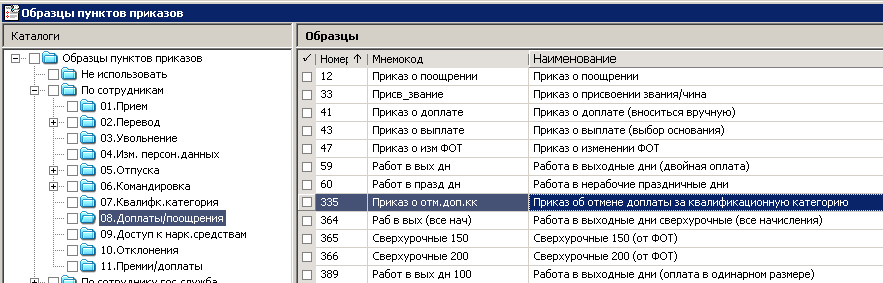 Образцы пунктов приказов
Каталоги
Образцы пунктов приказов
Не использовать
По сотрудникам
01.Прием
02.Перевод
03.Увольнение
04.Изм. персон.данных
05.Отпуска
06.Командировка
07.Квалифк.категория
08.Доплаты/поощрения
09.Доступ к нарк.средствам
10.Отклонения
11.Премии/доплаты
По сотруднику гос.служба
Образцы
Номер Мнемокод Наименование
12 Приказ о поощрении Приказ о поощрении
33 Присв_звание Приказ о присвоении звания/чина
41 Приказ о доплате Приказ о доплате (вноситься вручную)
43 Приказ о выплате Приказ о выплате (выбор основания)
47 Приказ о изм ФОТ Приказ о изменении ФОТ
59 Работ в вых дн Работа в выходные дни (двойная оплата)
60 Работ в празд дн Работа в нерабочие праздничные дни
335 Приказ о отм.доп.кк Приказ об отмене доплаты за квалификационную категорию
364 Раб в вых (все нач) Работа в выходные дни сверхурочные (все начисления)
365 Сверхурочные 150 Сверхурочные 150 (от ФОТ)
366 Сверхурочные 200 Сверхурочные 200 (от ФОТ)
389 Работ в вых дн 100 Работа в выходные дни (оплата в одинарном размере)